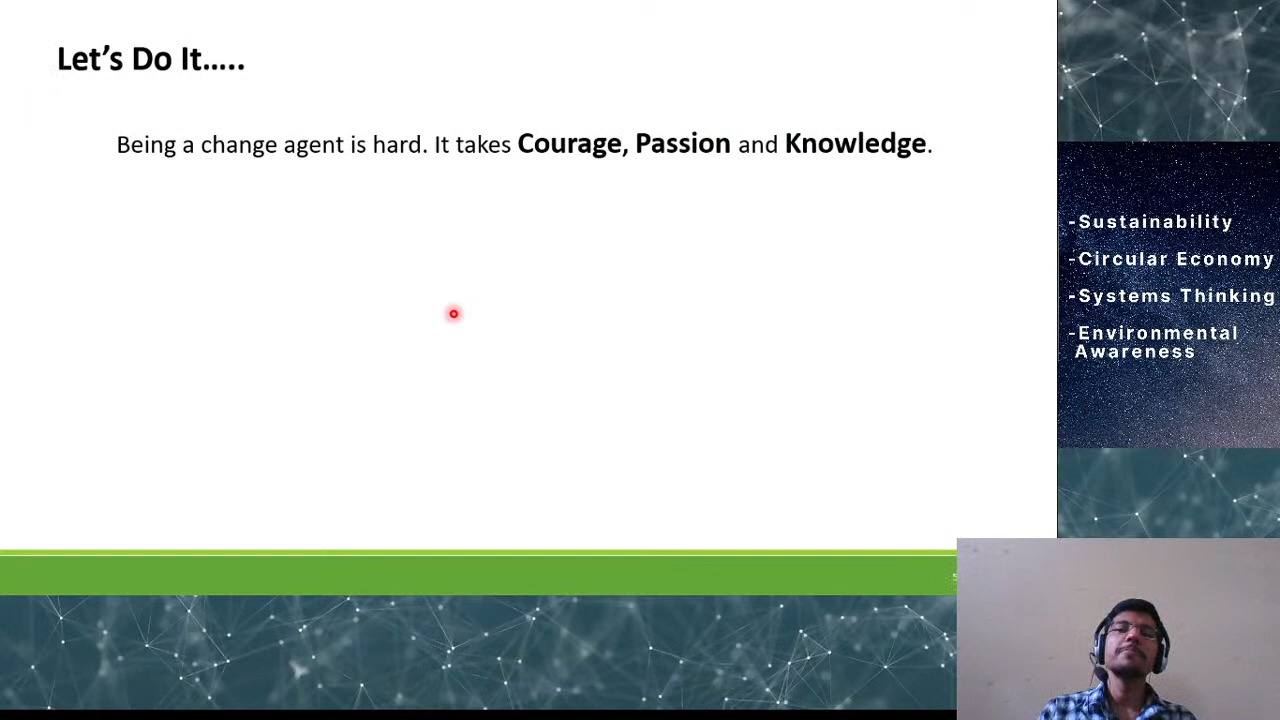 Let’s Do It.....
Being a change agent is hard. It takes Courage, Passion and Knowledge.
-Sustainability
-Circular Economy
-Systems Thinking
-Environmental
Awareness